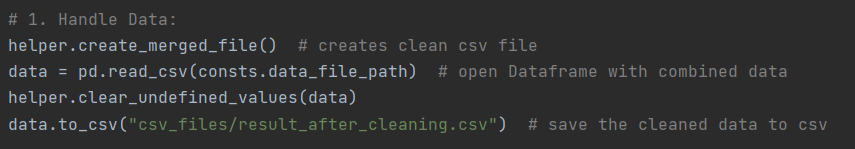 # 1. Handle Data:
helper.create_merged_file()  # creates clean csv file
data = pd.read_csv(consts.data_file_path)  # open Dataframe with combined data
helper.clear_undefined_values(data)
data.to_csv("csv_files/result_after_cleaning.csv")  # save the cleaned data to csv